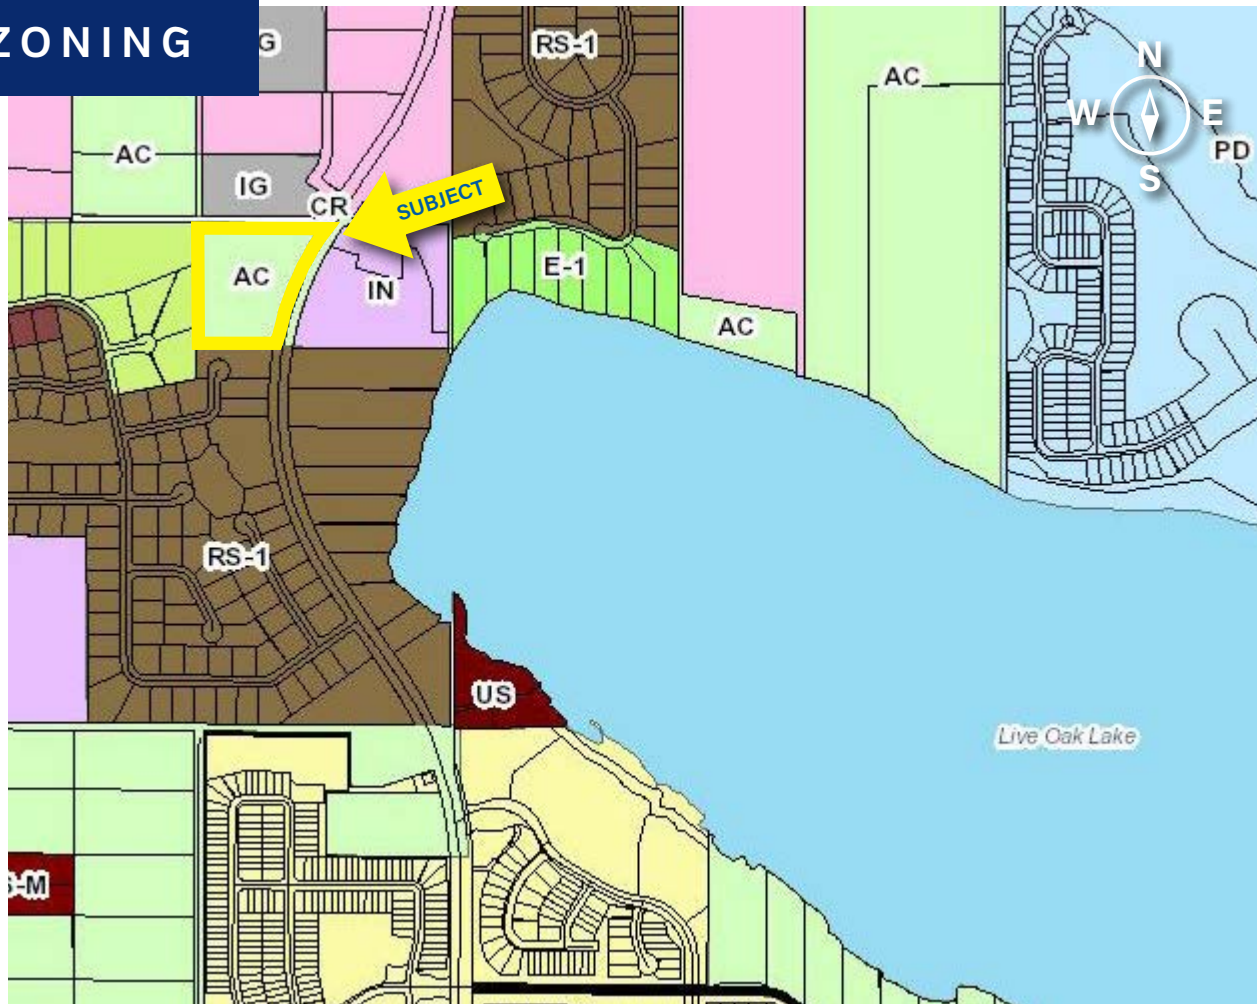 ZONING
G
RS-1
AC
N
W
E
S
PD
AC
IG
CR
SUBJECT
AC
IN
E-1
AC
RS-1
US
Live Oak Lake
S-M